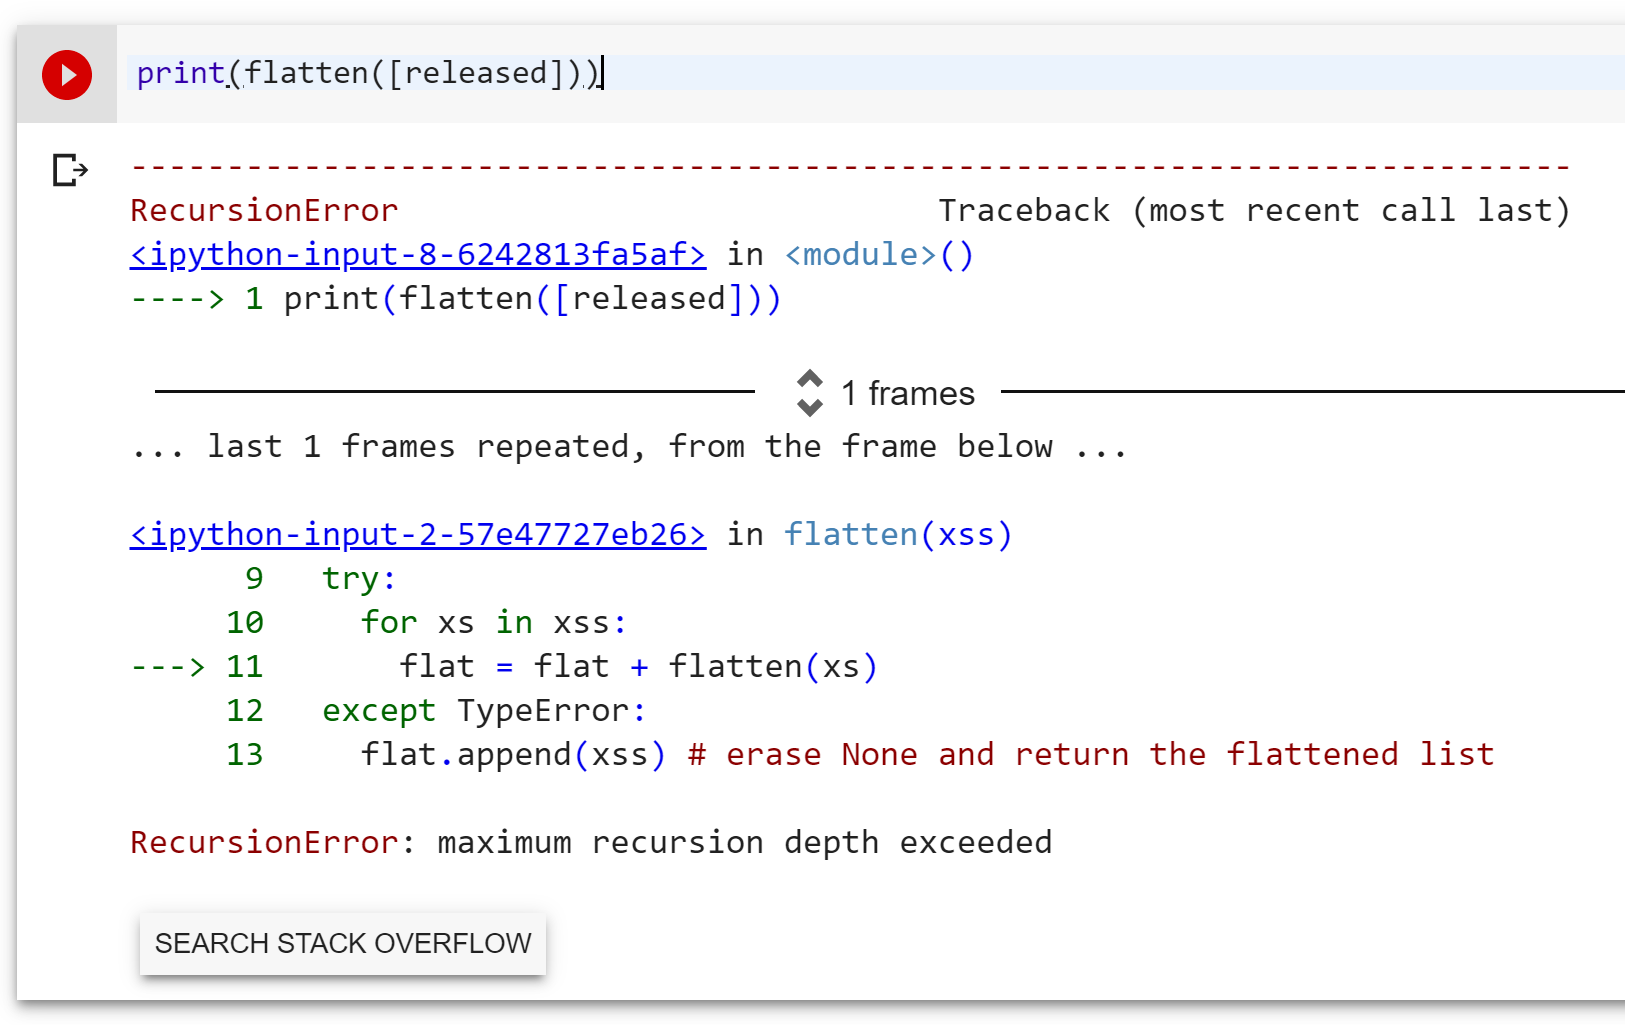 print(flatten([released]))
---------------------------------------------------------------------------
RecursionError                            Traceback (most recent call last)
<ipython-input-8-6242813fa5af> in <module>()
----> 1 print(flatten([released]))
1 frames
... last 1 frames repeated, from the frame below ...
<ipython-input-2-57e47727eb26> in flatten(xss)
      9   try:
     10     for xs in xss:
---> 11       flat = flat + flatten(xs)
     12   except TypeError:
     13     flat.append(xss) # erase None and return the flattened list
RecursionError: maximum recursion depth exceeded
SEARCH STACK OVERFLOW